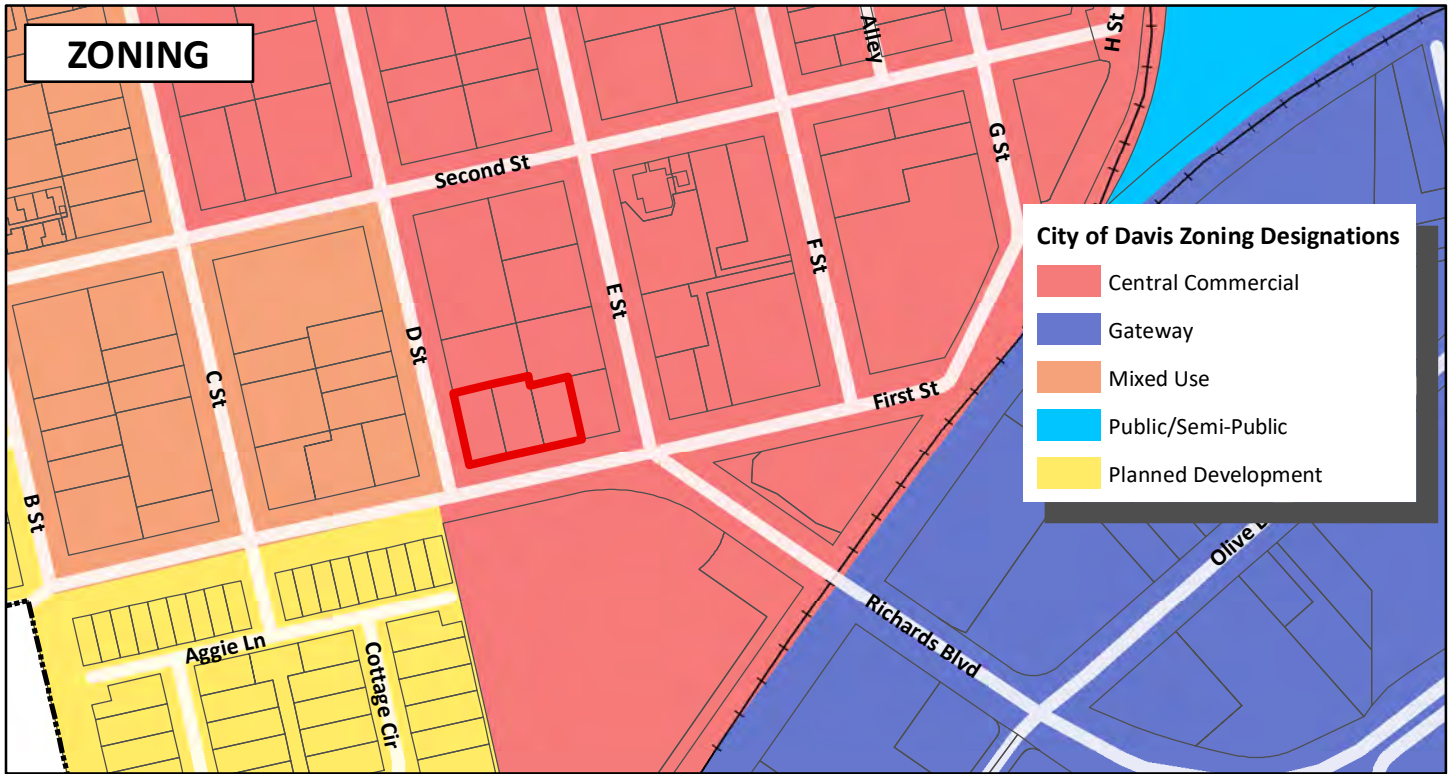 ZONING
Alley
H St
G St
Second St
City of Davis Zoning Designations
Central Commercial
Gateway
Mixed Use
Public/Semi-Public
Planned Development
F St
E St
D St
C St
First St
B St
Olive
Richards Blvd
Aggie Ln
Cottage Cir